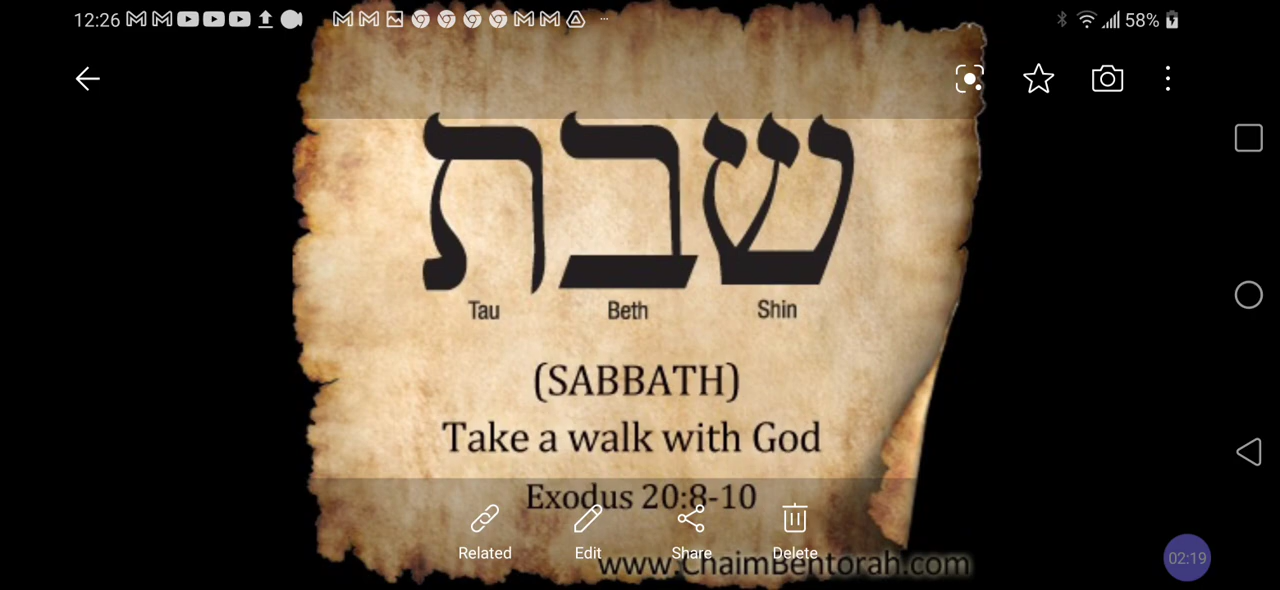 12:26 58%
שבת
Tau Beth Shin
(SABBATH)
Take a walk with God
Exodus 20:8-10
Related Edit Share Delete
www.ChaimBentorah.com
02:19